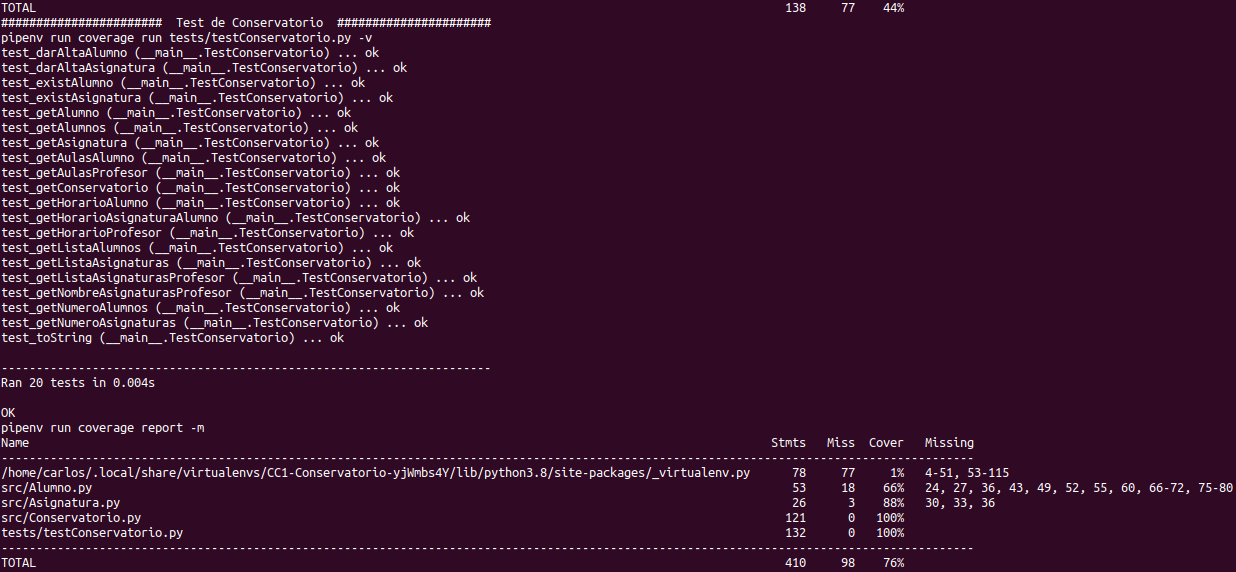 TOTAL 138 77 44%
####################### Test de Conservatorio ######################
pipenv run coverage run tests/testConservatorio.py -v
test_darAltaAlumno (__main__.TestConservatorio) ... ok
test_darAltaAsignatura (__main__.TestConservatorio) ... ok
test_existAlumno (__main__.TestConservatorio) ... ok
test_existAsignatura (__main__.TestConservatorio) ... ok
test_getAlumno (__main__.TestConservatorio) ... ok
test_getAlumnos (__main__.TestConservatorio) ... ok
test_getAsignatura (__main__.TestConservatorio) ... ok
test_getAulasAlumno (__main__.TestConservatorio) ... ok
test_getAulasProfesor (__main__.TestConservatorio) ... ok
test_getConservatorio (__main__.TestConservatorio) ... ok
test_getHorarioAlumno (__main__.TestConservatorio) ... ok
test_getHorarioAsignaturaAlumno (__main__.TestConservatorio) ... ok
test_getHorarioProfesor (__main__.TestConservatorio) ... ok
test_getListaAlumnos (__main__.TestConservatorio) ... ok
test_getListaAsignaturas (__main__.TestConservatorio) ... ok
test_getListaAsignaturasProfesor (__main__.TestConservatorio) ... ok
test_getNombreAsignaturasProfesor (__main__.TestConservatorio) ... ok
test_getNumeroAlumnos (__main__.TestConservatorio) ... ok
test_getNumeroAsignaturas (__main__.TestConservatorio) ... ok
test_toString (__main__.TestConservatorio) ... ok
----------------------------------------------------------------------
Ran 20 tests in 0.004s
OK
pipenv run coverage report -m
Name Stmts Miss Cover Missing
-------------------------------------------------------------------------------------------------------------------------------------------
/home/carlos/.local/share/virtualenvs/CC1-Conservatorio-yjWmbs4Y/lib/python3.8/site-packages/_virtualenv.py 78 77 1% 4-51, 53-115
src/Alumno.py 53 18 66% 24, 27, 36, 43, 49, 52, 55, 60, 66-72, 75-80
src/Asignatura.py 26 3 88% 30, 33, 36
src/Conservatorio.py 121 0 100%
tests/testConservatorio.py 132 0 100%
-------------------------------------------------------------------------------------------------------------------------------------------
TOTAL 410 98 76%